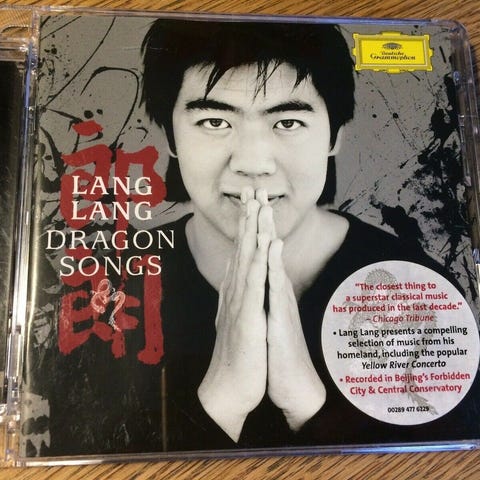 Deutsche
Grammophon
郎
朗
LANG
LANG
DRAGON
SONGS
"The closest thing to
a superstar classical music
has produced in the last decade."
– Chicago Tribune
• Lang Lang presents a compelling
selection of music from his
homeland, including the popular
Yellow River Concerto
• Recorded in Beijing's Forbidden
City & Central Conservatory
00289 477 6229